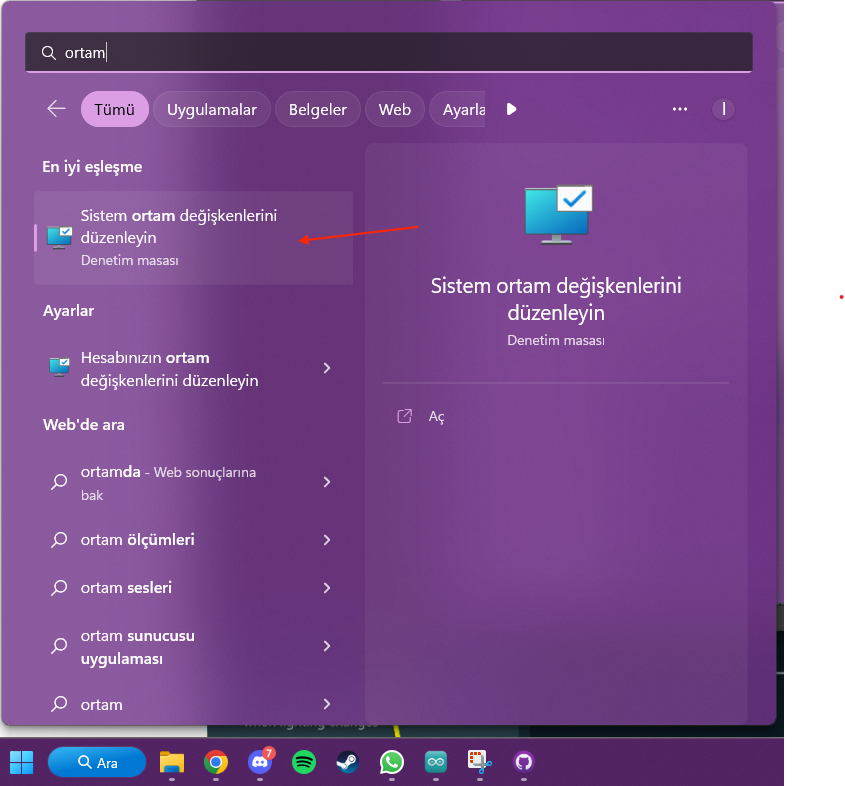 ortam
Tümü
Uygulamalar
Belgeler
Web
Ayarla
I
En iyi eşleşme
Sistem ortam değişkenlerini
düzenleyin
Denetim masası
Ayarlar
Hesabınızın ortam
değişkenlerini düzenleyin
Web'de ara
ortamda - Web sonuçlarına
bak
ortam ölçümleri
ortam sesleri
ortam sunucusu
uygulaması
ortam
Sistem ortam değişkenlerini
düzenleyin
Denetim masası
Aç
Ara
7